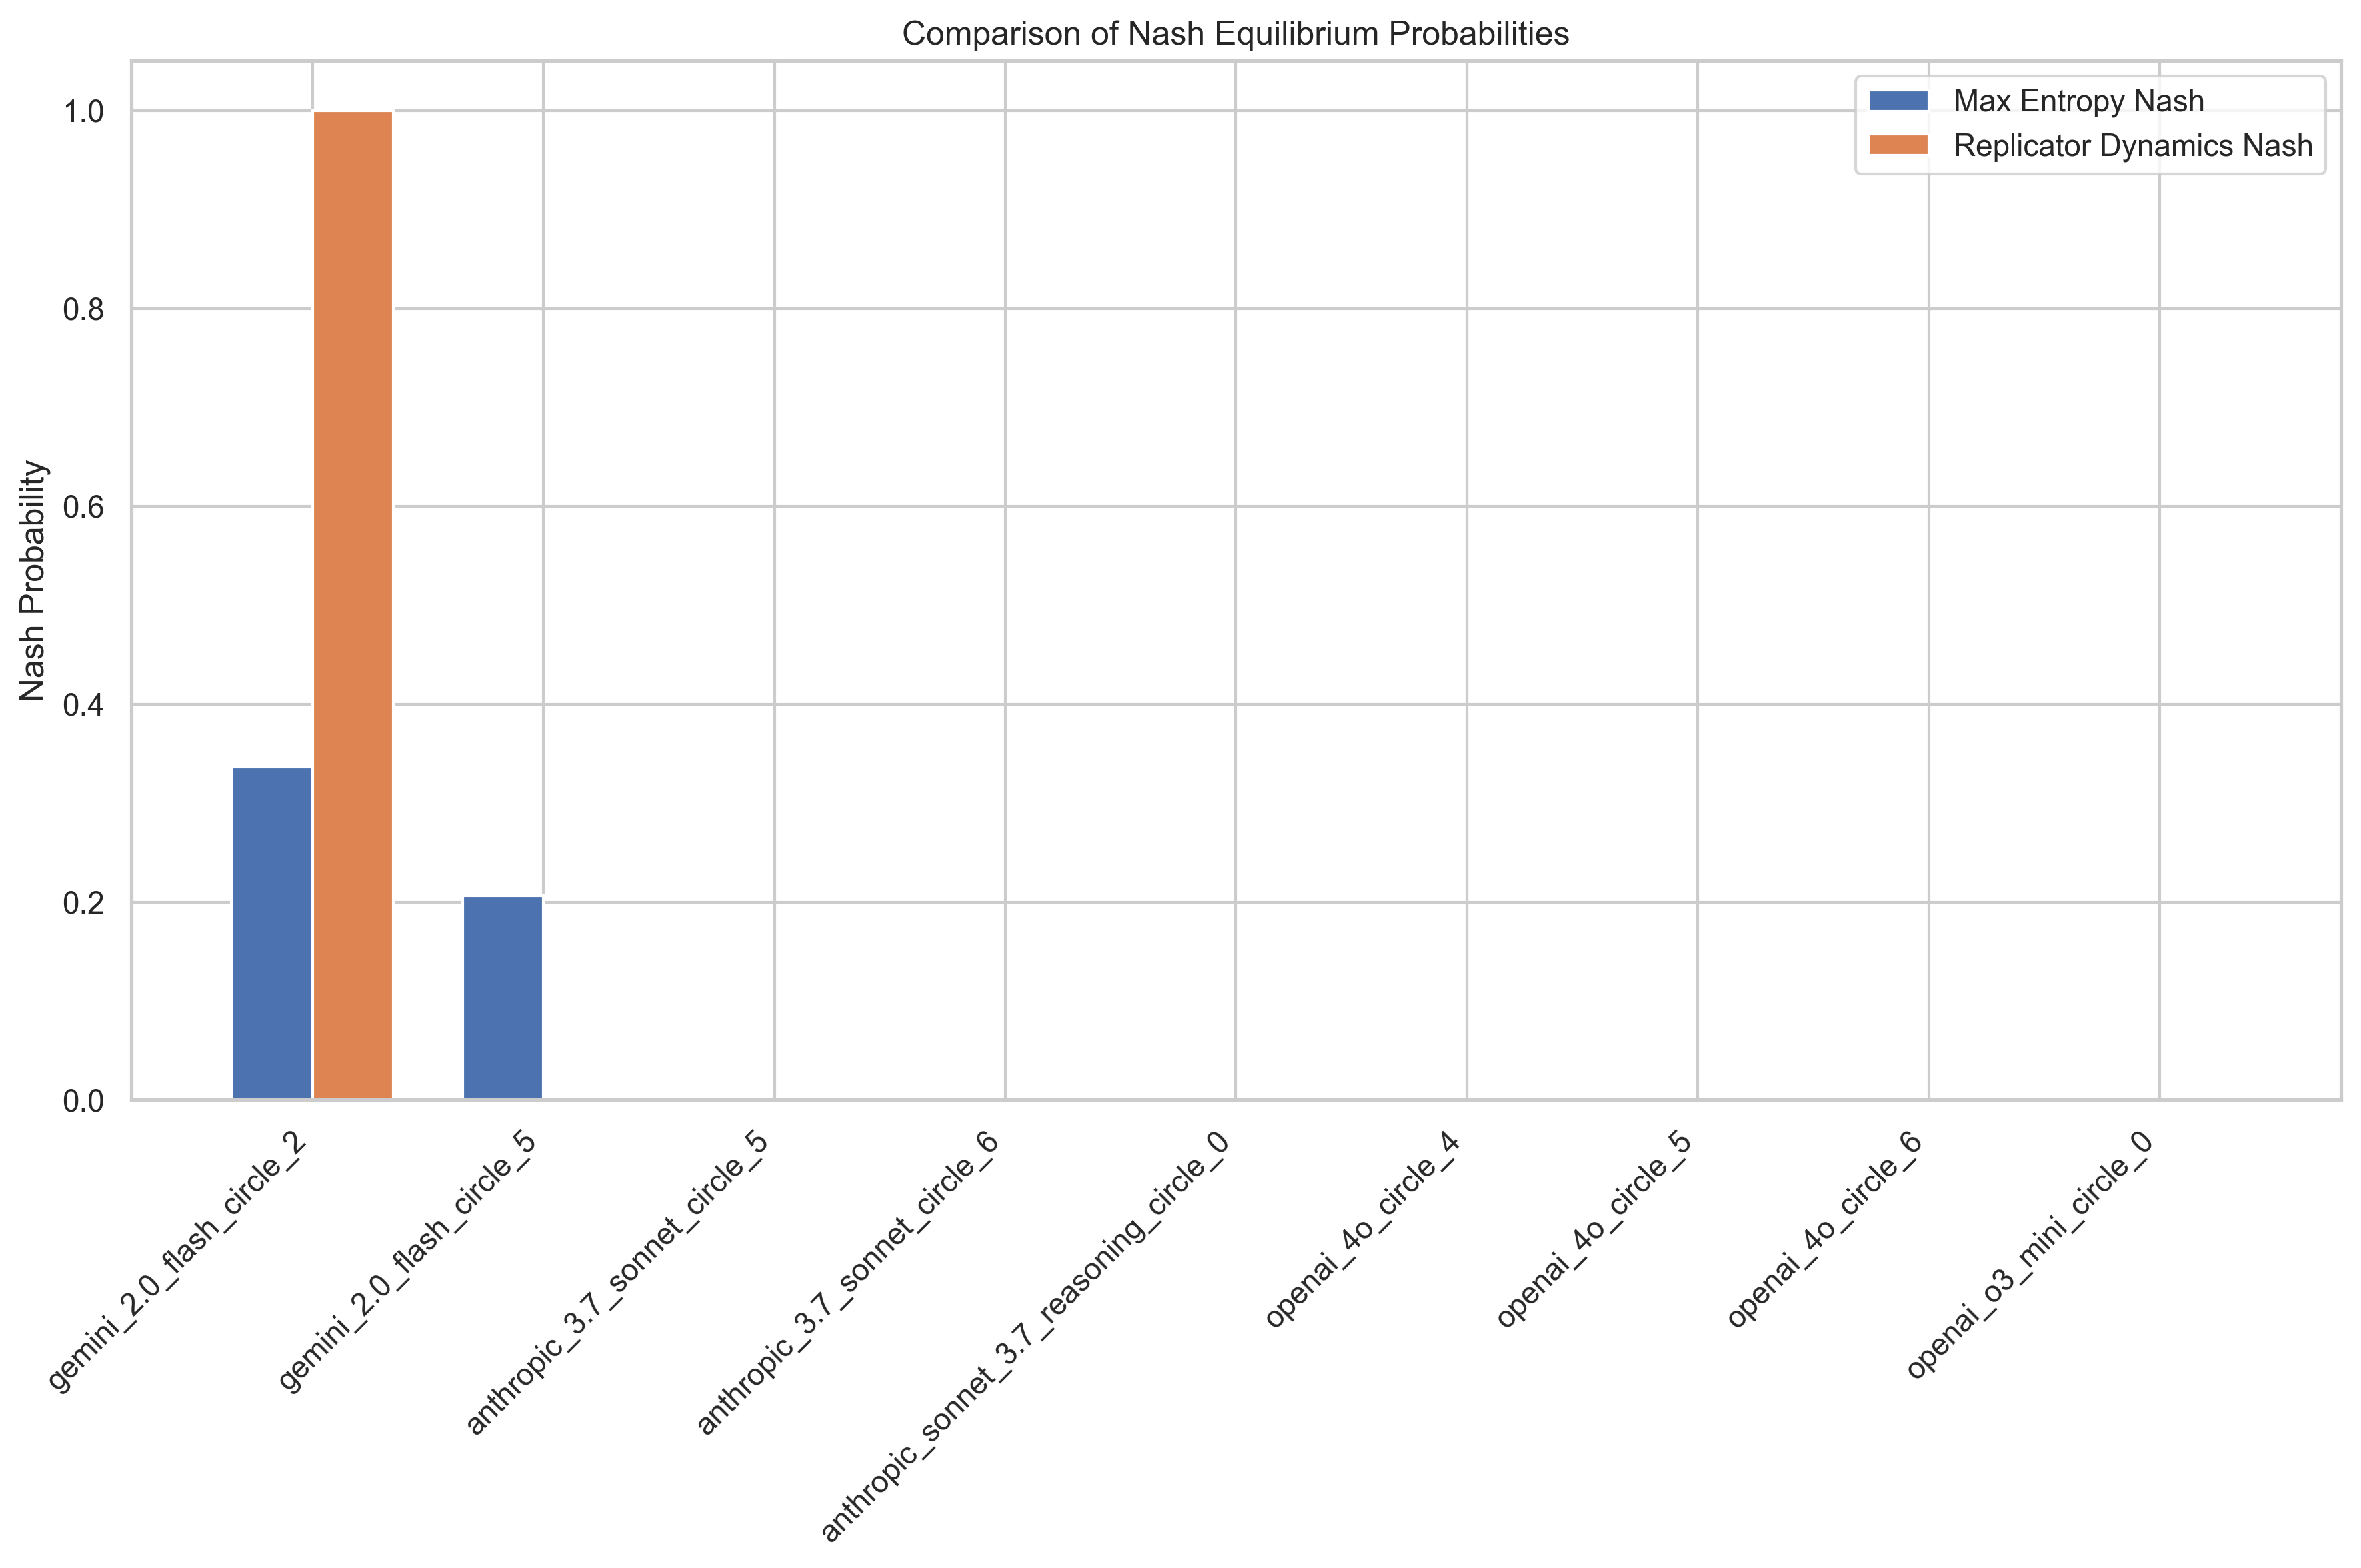 Comparison of Nash Equilibrium Probabilities
Max Entropy Nash
Replicator Dynamics Nash
Nash Probability
1.0
0.8
0.6
0.4
0.2
0.0
gemini_2.0_flash_circle_2
gemini_2.0_flash_circle_5
anthropic_3.7_sonnet_circle_5
anthropic_3.7_sonnet_circle_6
anthropic_sonnet_3.7_reasoning_circle_0
openai_4o_circle_4
openai_4o_circle_5
openai_4o_circle_6
openai_o3_mini_circle_0